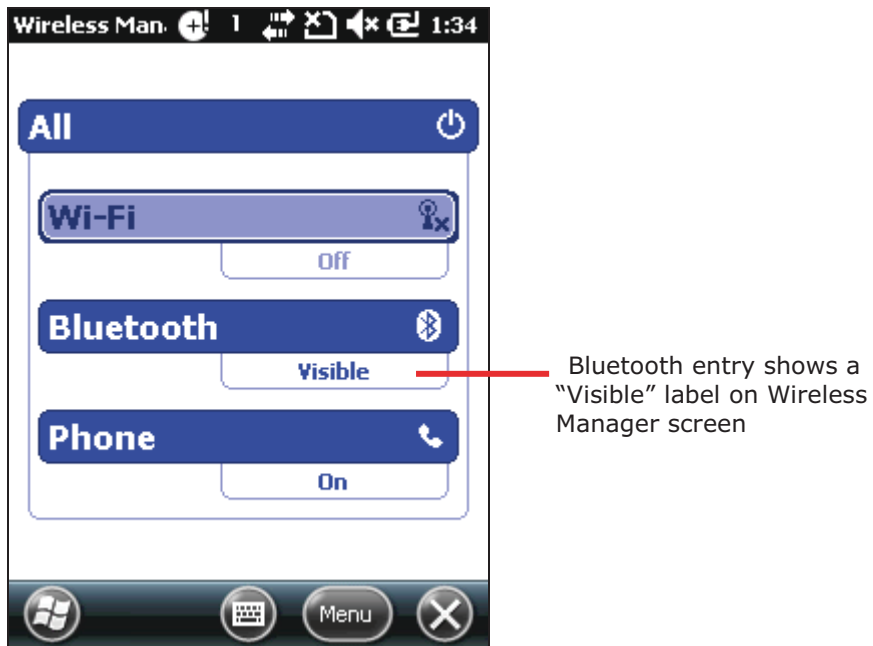 Wireless Man 1 1:34
All
Wi-Fi
Off
Bluetooth
Visible
Bluetooth entry shows a
“Visible” label on Wireless
Manager screen
Phone
On
Menu